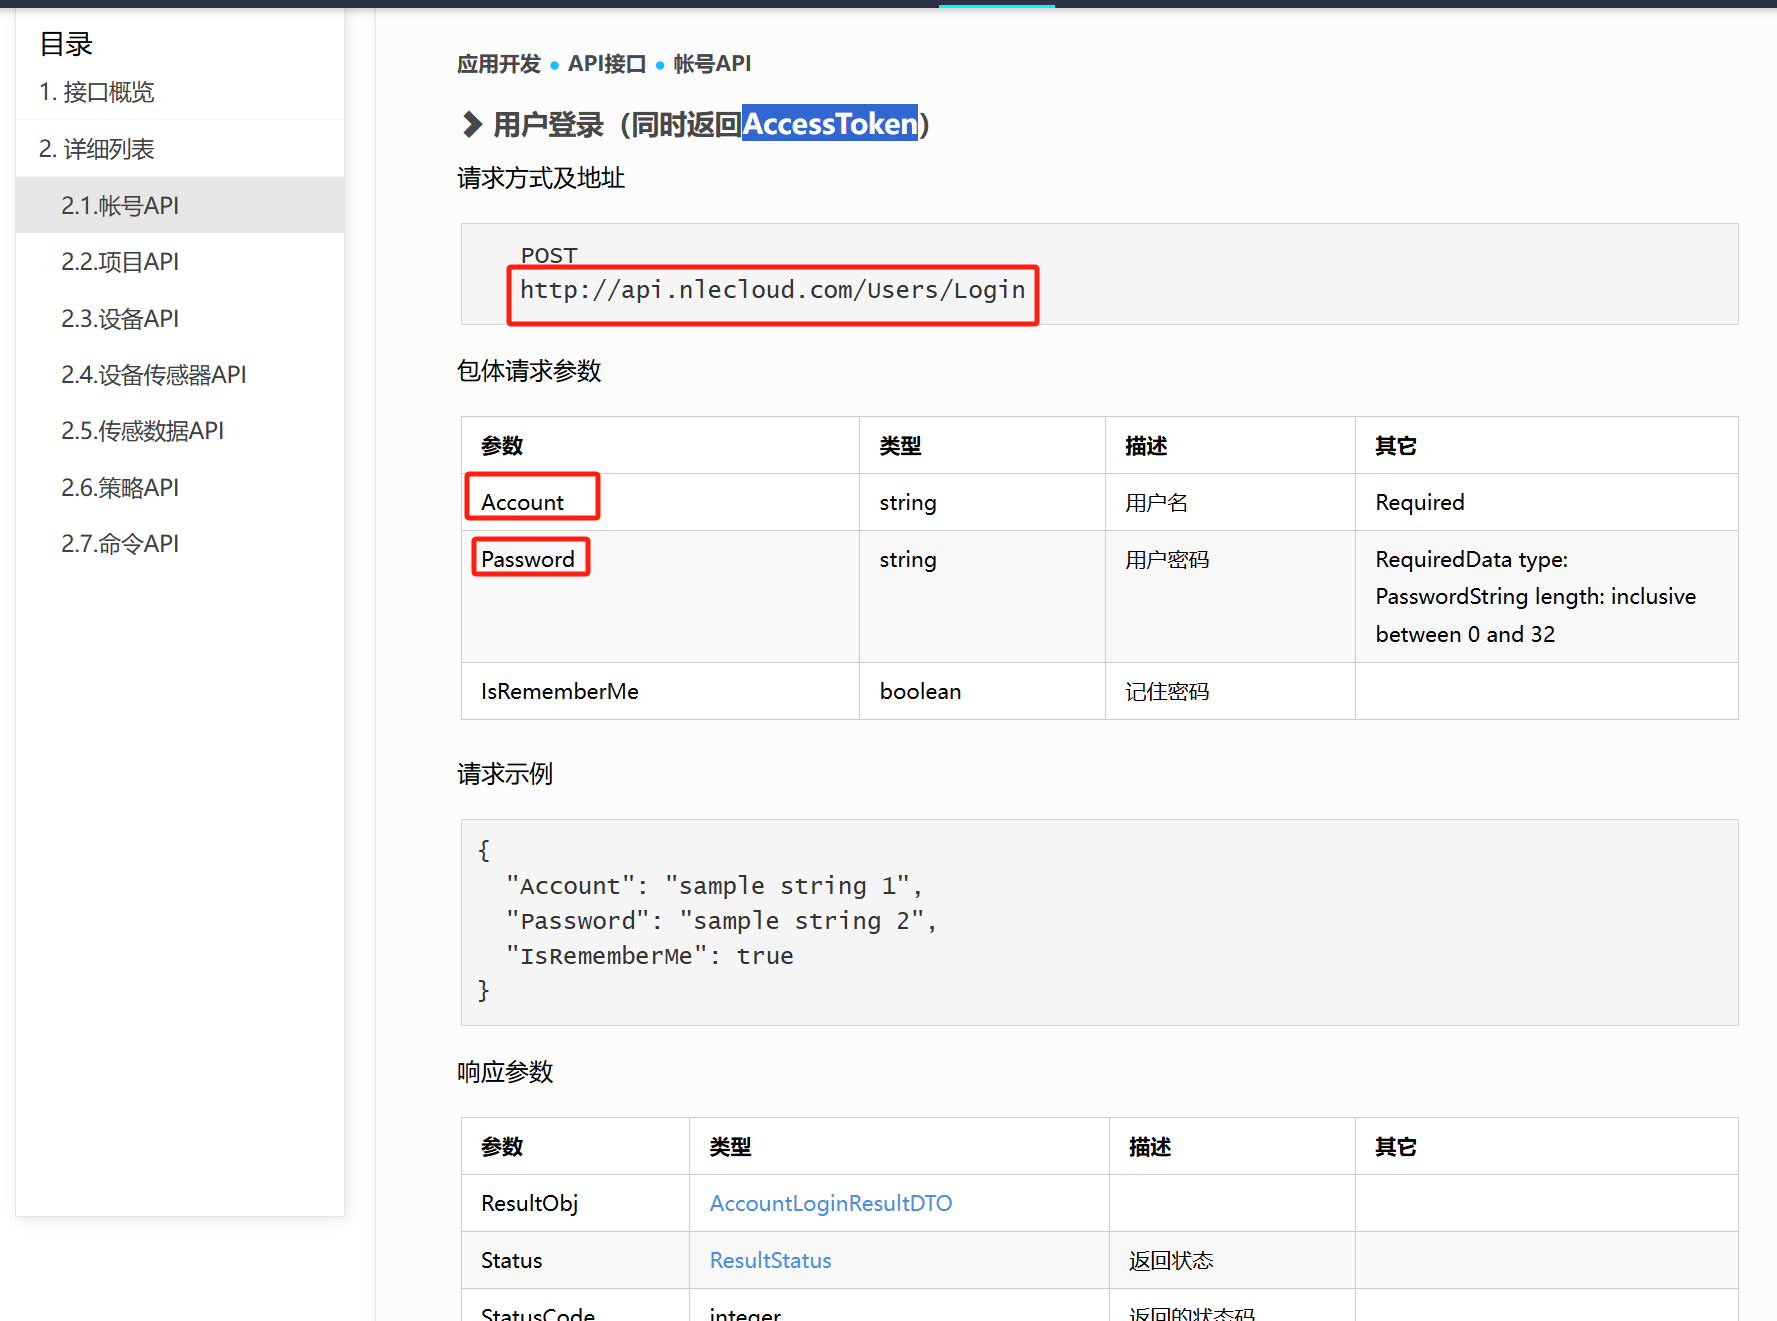 目录
1. 接口概览
2. 详细列表
2.1.帐号API
2.2.项目API
2.3.设备API
2.4.设备传感器API
2.5.传感数据API
2.6.策略API
2.7.命令API
应用开发 ● API接口 ● 帐号API
用户登录（同时返回AccessToken）
请求方式及地址
POST
http://api.nlecloud.com/Users/Login
包体请求参数
参数 类型 描述 其它
Account string 用户名 Required
Password string 用户密码 RequiredData type:
PasswordString length: inclusive
between 0 and 32
IsRememberMe boolean 记住密码
请求示例
{
"Account": "sample string 1",
"Password": "sample string 2",
"IsRememberMe": true
}
响应参数
参数 类型 描述 其它
ResultObj AccountLoginResultDTO
Status ResultStatus 返回状态
StatusCode integer 返回的状态码